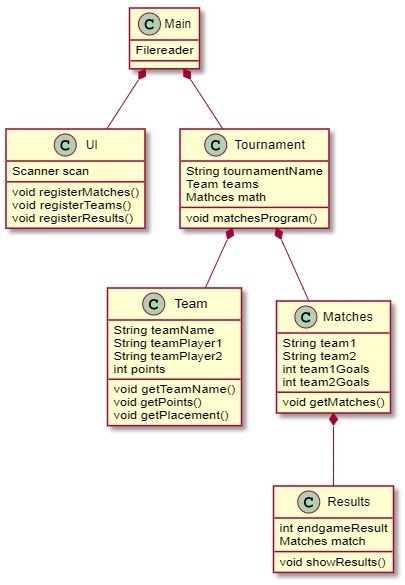 C Main
Filereader
C UI
Scanner scan
void registerMatches()
void registerTeams()
void registerResults()
C Tournament
String tournamentName
Team teams
Mathces math
void matchesProgram()
C Team
String teamName
String teamPlayer1
String teamPlayer2
int points
void getTeamName()
void getPoints()
void getPlacement()
C Matches
String team1
String team2
int team1Goals
int team2Goals
void getMatches()
C Results
int endgameResult
Matches match
void showResults()